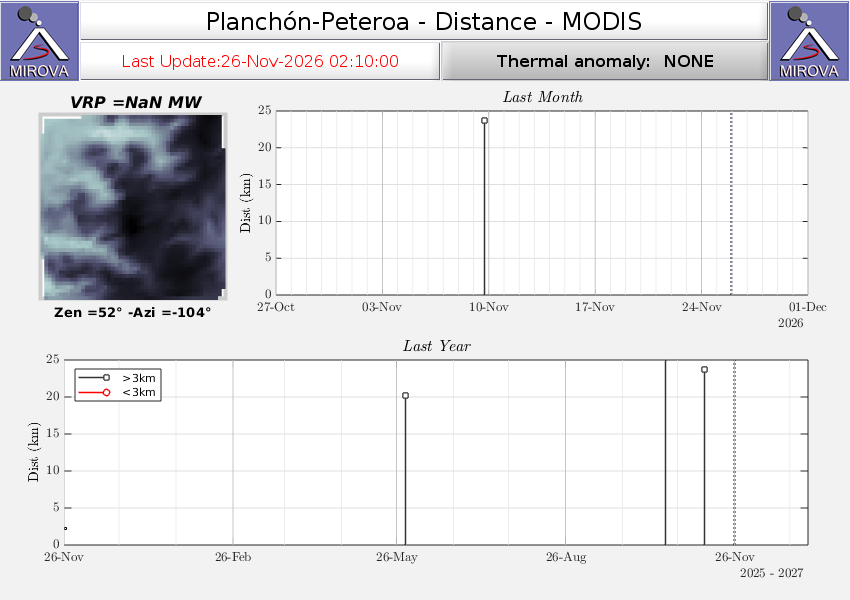 Planchón-Peteroa - Distance - MODIS
MIROVA
Last Update:26-Nov-2026 02:10:00
Thermal anomaly: NONE
MIROVA
VRP =NaN MW
Zen =52° -Azi =-104°
Last Month
Dist (km)
25
20
15
10
5
0
27-Oct
03-Nov
10-Nov
17-Nov
24-Nov
01-Dec
2026
Last Year
Dist (km)
25
20
15
10
5
0
>3km
<3km
26-Nov
26-Feb
26-May
26-Aug
26-Nov
2025 - 2027